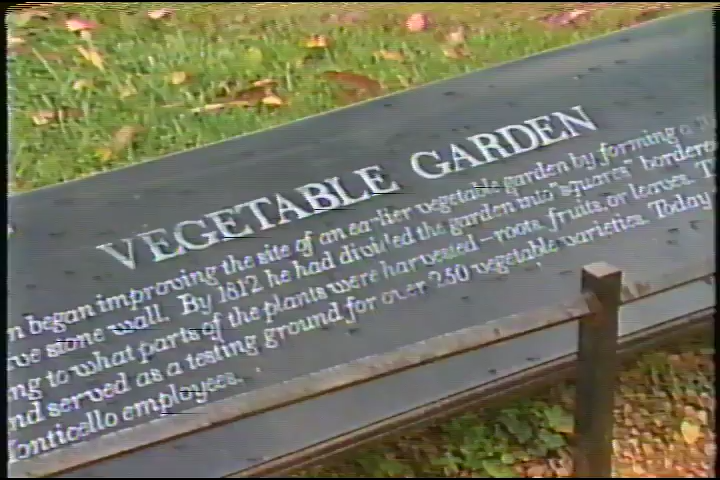 VEGETABLE GARDEN
n began improving the site of an earlier vegetable garden by forming a
ve stone wall. By 1812 he had divided the garden into "squares" bordere
ng to what parts of the plants were harvested – roots, fruits, or leaves. T
nd served as a testing ground for over 250 vegetable varieties. Today
onticello employees.